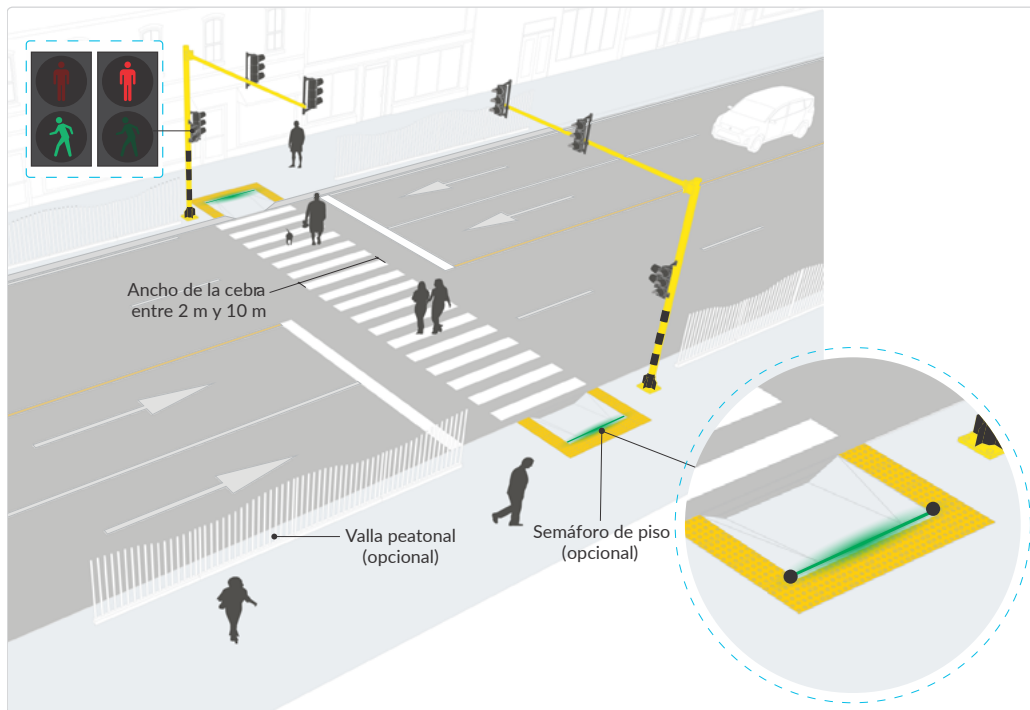 Ancho de la cebra
entre 2 m y 10 m
Valla peatonal
(opcional)
Semáforo de piso
(opcional)